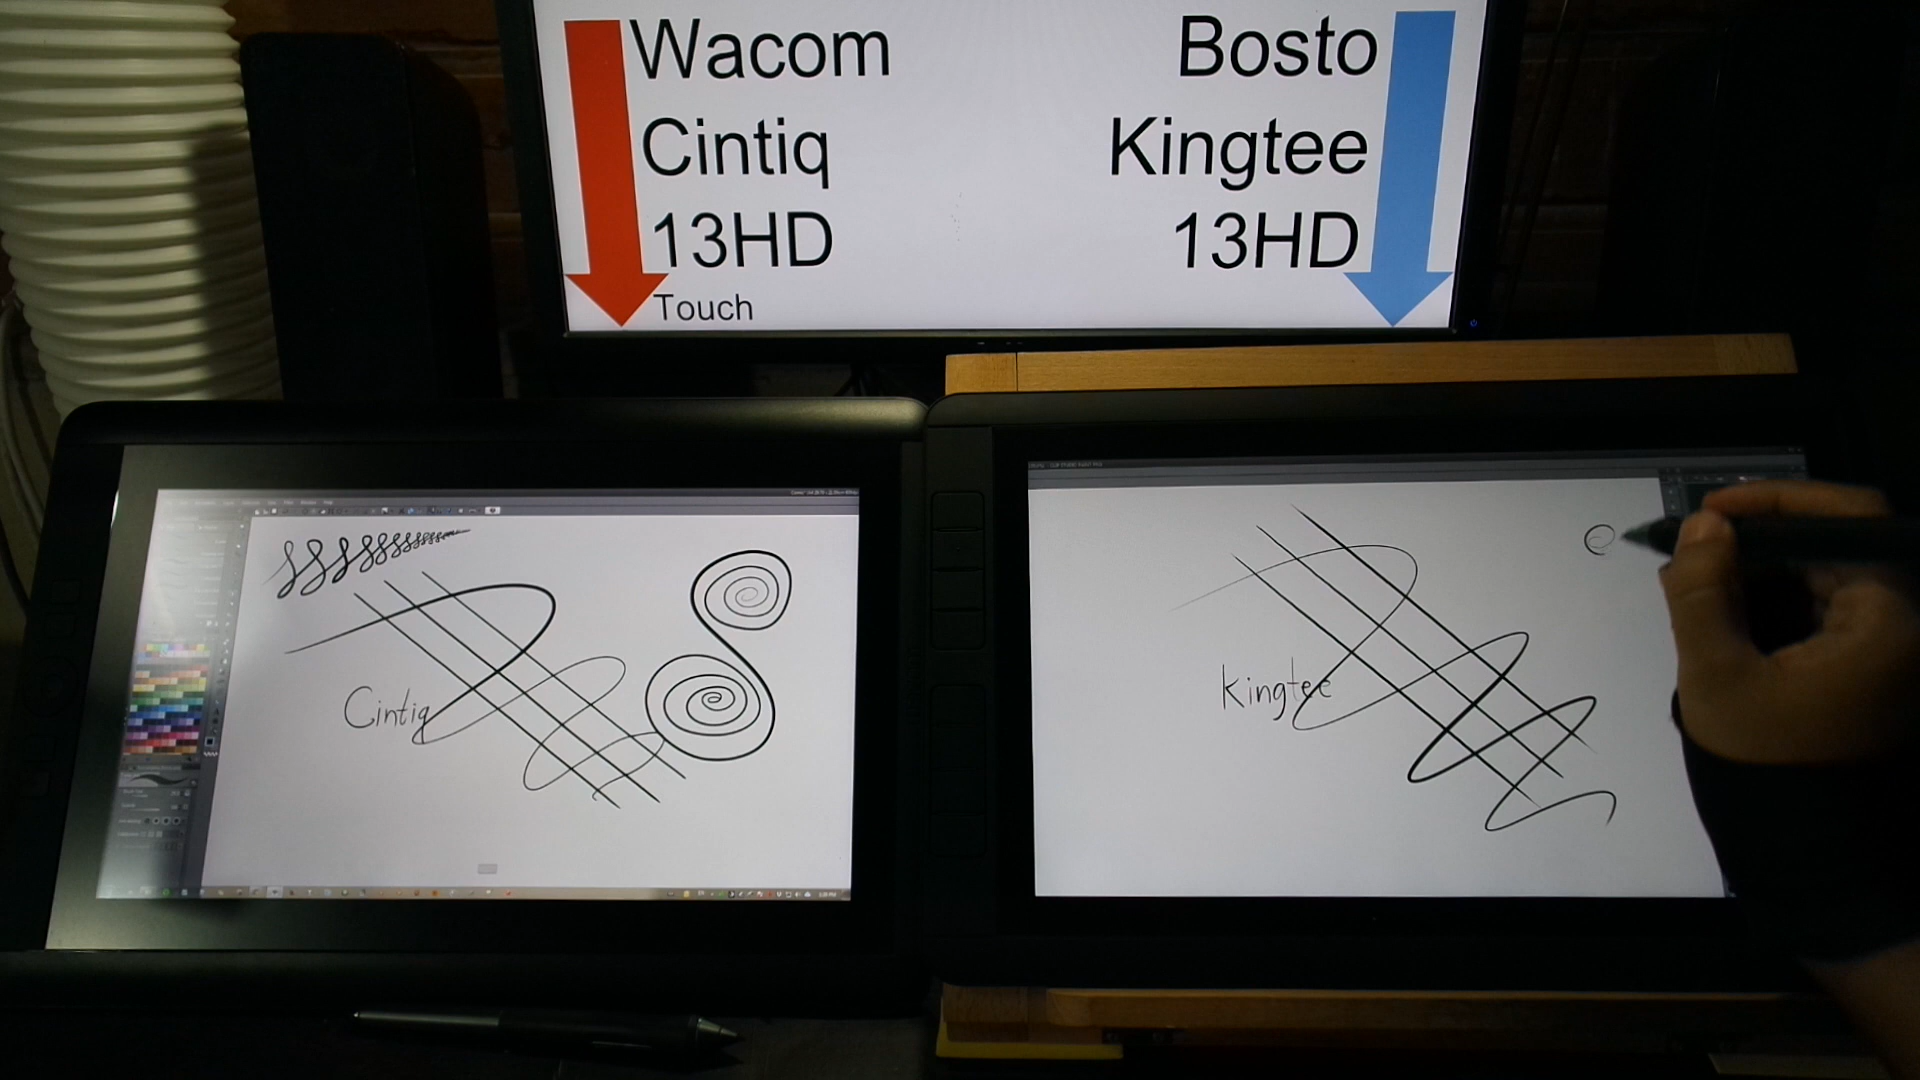 Wacom
Cintiq
13HD
Touch
Bosto
Kingtee
13HD
Cintiq
Kingtee